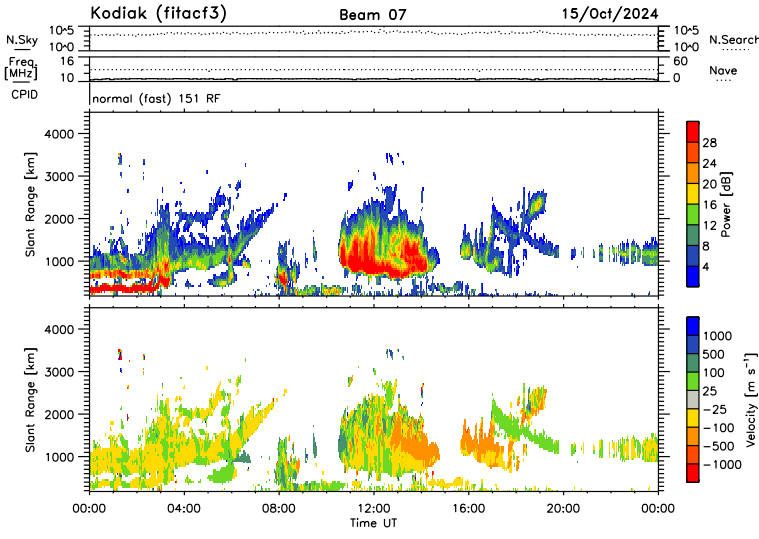 Kodiak (fitacf3) Beam 07 15/Oct/2024
N.Sky 10^5 10^0 10^5 10^0 N.Search
Freq. [MHz] 16 10 60 0 Nave
CPID normal (fast) 151 RF
Slant Range [km]
4000
3000
2000
1000
Power [dB]
28
24
20
16
12
8
4
Slant Range [km]
4000
3000
2000
1000
Velocity [m s^-1]
1000
500
100
25
-25
-100
-500
-1000
00:00 04:00 08:00 12:00 16:00 20:00 00:00
Time UT